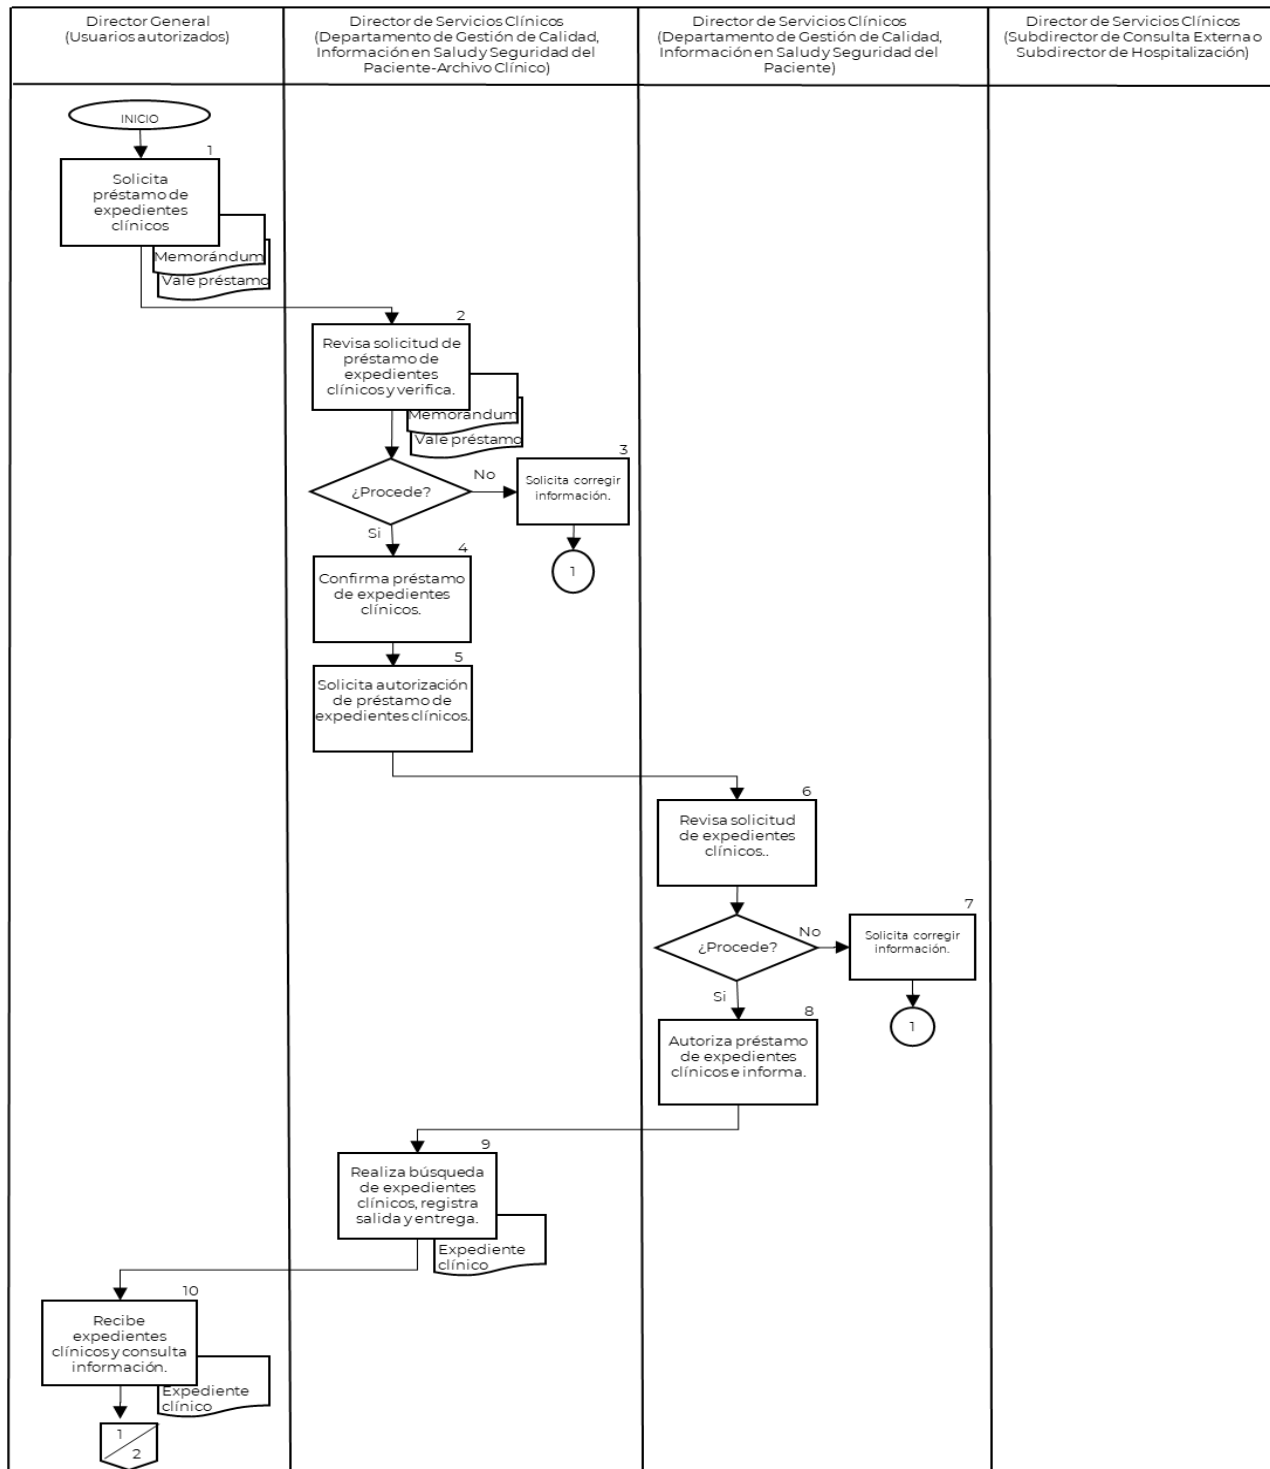 Director General
(Usuarios autorizados)
Director de Servicios Clínicos
(Departamento de Gestión de Calidad,
Información en Salud y Seguridad del
Paciente-Archivo Clínico)
Director de Servicios Clínicos
(Departamento de Gestión de Calidad,
Información en Salud y Seguridad del
Paciente)
Director de Servicios Clínicos
(Subdirector de Consulta Externa o
Subdirector de Hospitalización)
INICIO
1
Solicita
préstamo de
expedientes
clínicos
Memorándum
Vale préstamo
2
Revisa solicitud de
préstamo de
expedientes
clínicos y verifica.
Memorándum
Vale préstamo
¿Procede?
No
3
Solicita corregir
información.
1
Si
4
Confirma préstamo
de expedientes
clínicos.
5
Solicita autorización
de préstamo de
expedientes clínicos.
6
Revisa solicitud
de expedientes
clínicos..
¿Procede?
No
7
Solicita corregir
información.
1
Si
8
Autoriza préstamo
de expedientes
clínicos e informa.
9
Realiza búsqueda
de expedientes
clínicos, registra
salida y entrega.
Expediente
clínico
10
Recibe
expedientes
clínicos y consulta
información.
Expediente
clínico
1
2